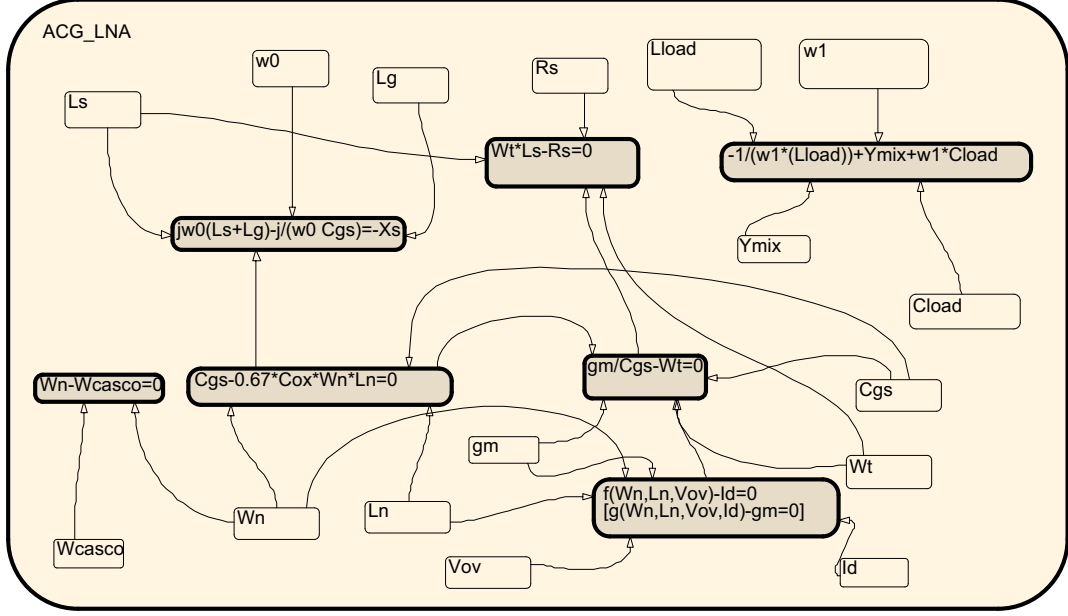 ACG_LNA
w0
Lg
Ls
Rs
Lload
w1
Wt*Ls-Rs=0
-1/(w1*(Lload))+Ymix+w1*Cload
jw0(Ls+Lg)-j/(w0 Cgs)=-Xs
Ymix
Cload
Wn-Wcasco=0
Cgs-0.67*Cox*Wn*Ln=0
gm/Cgs-Wt=0
Cgs
gm
Wt
f(Wn,Ln,Vov)-Id=0
[g(Wn,Ln,Vov,Id)-gm=0]
Wn
Ln
Wcasco
Vov
Id